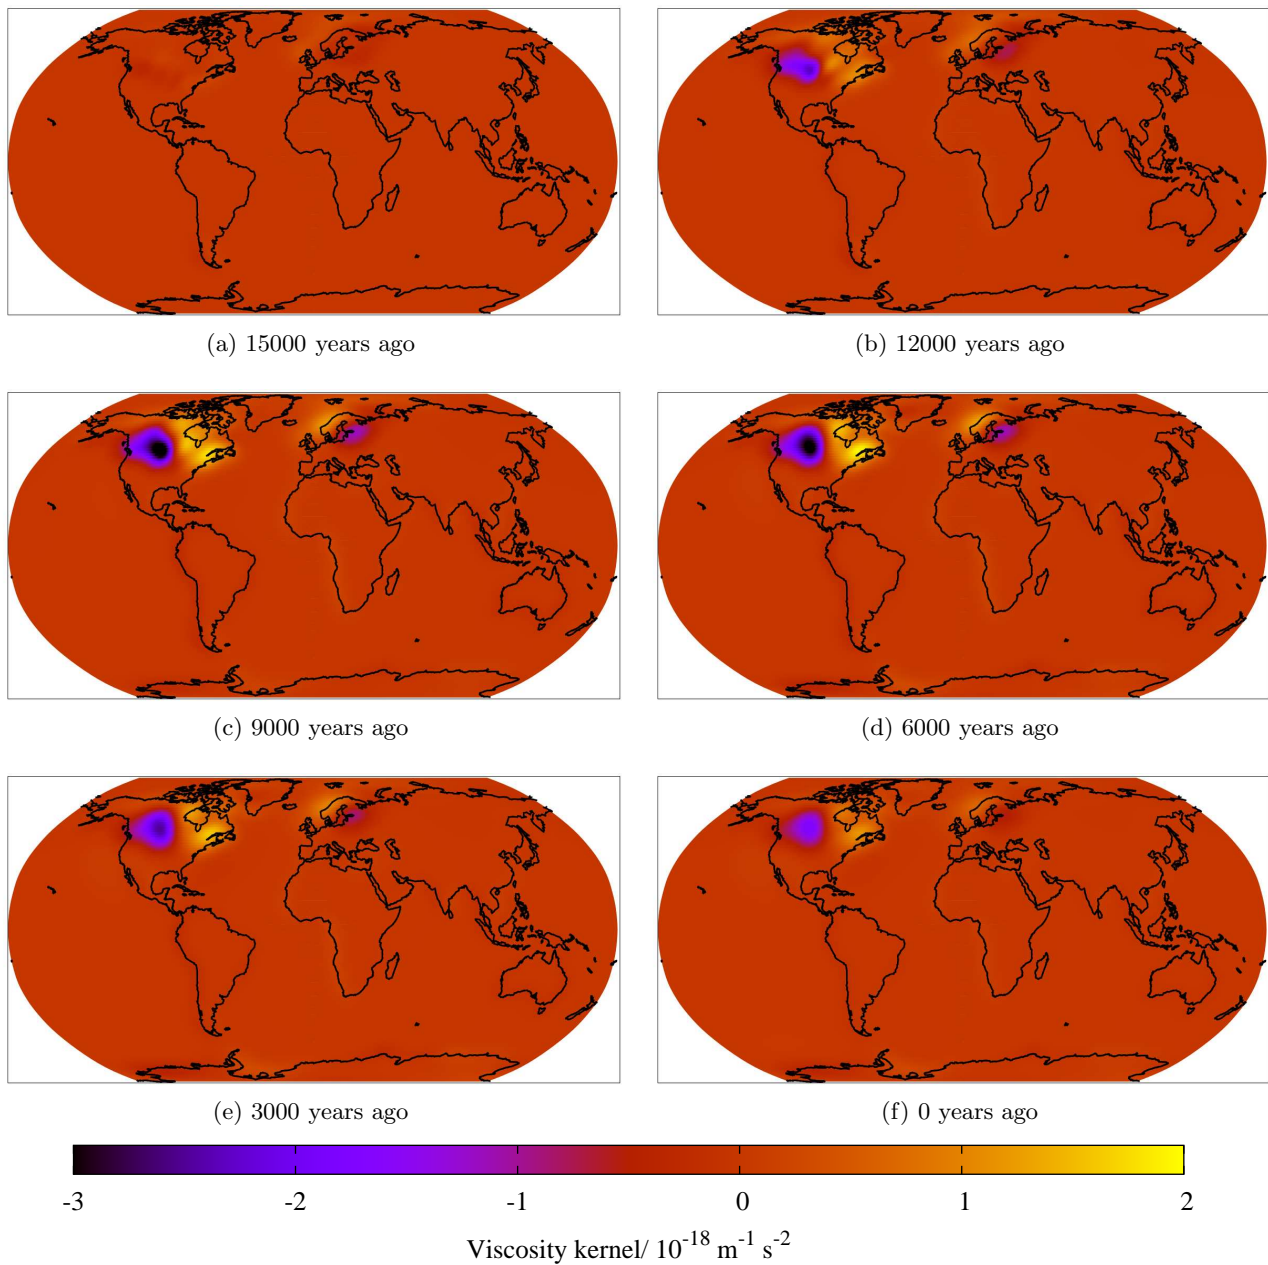 (a) 15000 years ago
(b) 12000 years ago
(c) 9000 years ago
(d) 6000 years ago
(e) 3000 years ago
(f) 0 years ago
-3 -2 -1 0 1 2
Viscosity kernel/ 10^-18 m^-1 s^-2